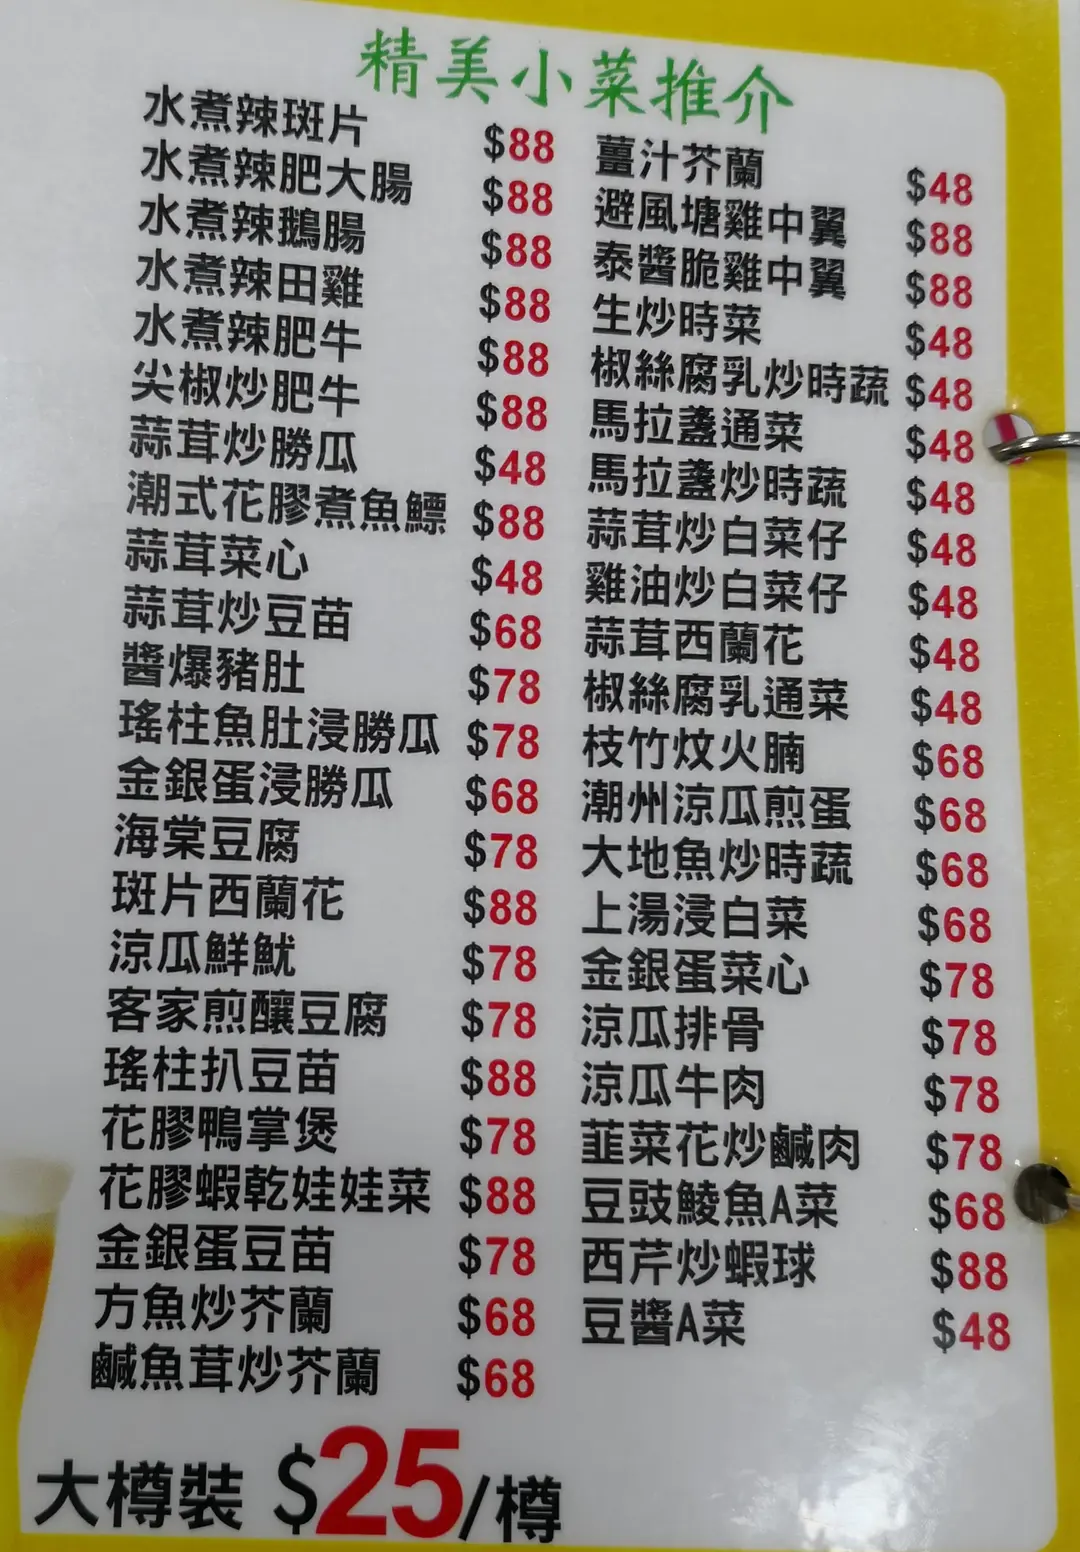 精美小菜推介
水煮辣斑片 $88
水煮辣肥大腸 $88
水煮辣鵝腸 $88
水煮辣田雞 $88
水煮辣肥牛 $88
尖椒炒肥牛 $88
蒜茸炒勝瓜 $48
潮式花膠煮魚鰾 $88
蒜茸菜心 $48
蒜茸炒豆苗 $68
醬爆豬肚 $78
瑤柱魚肚浸勝瓜 $78
金銀蛋浸勝瓜 $68
海棠豆腐 $78
斑片西蘭花 $88
涼瓜鮮魷 $78
客家煎釀豆腐 $78
瑤柱扒豆苗 $88
花膠鴨掌煲 $78
花膠蝦乾娃娃菜 $88
金銀蛋豆苗 $78
方魚炒芥蘭 $68
鹹魚茸炒芥蘭 $68
薑汁芥蘭 $48
避風塘雞中翼 $88
泰醬脆雞中翼 $88
生炒時菜 $48
椒絲腐乳炒時蔬 $48
馬拉盞通菜 $48
馬拉盞炒時蔬 $48
蒜茸炒白菜仔 $48
雞油炒白菜仔 $48
蒜茸西蘭花 $48
椒絲腐乳通菜 $48
枝竹炆火腩 $68
潮州涼瓜煎蛋 $68
大地魚炒時蔬 $68
上湯浸白菜 $68
金銀蛋菜心 $78
涼瓜排骨 $78
涼瓜牛肉 $78
韮菜花炒鹹肉 $78
豆豉鯪魚A菜 $68
西芹炒蝦球 $88
豆醬A菜 $48
大樽裝 $25/樽